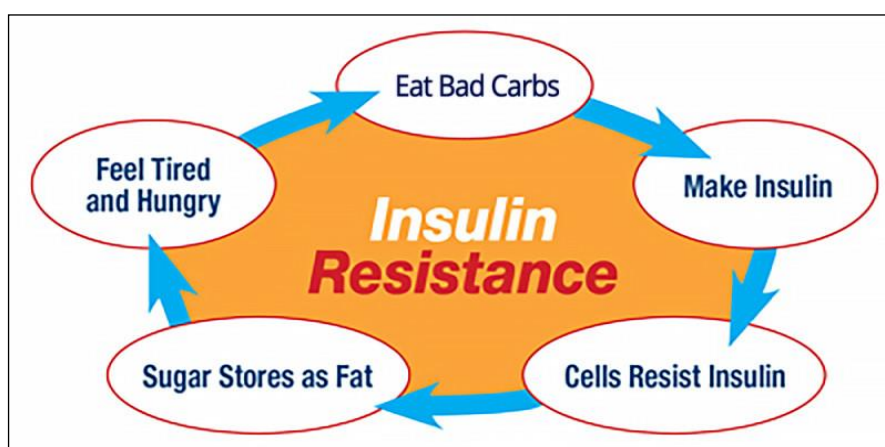 Eat Bad Carbs
Make Insulin
Cells Resist Insulin
Sugar Stores as Fat
Feel Tired
and Hungry
Insulin
Resistance